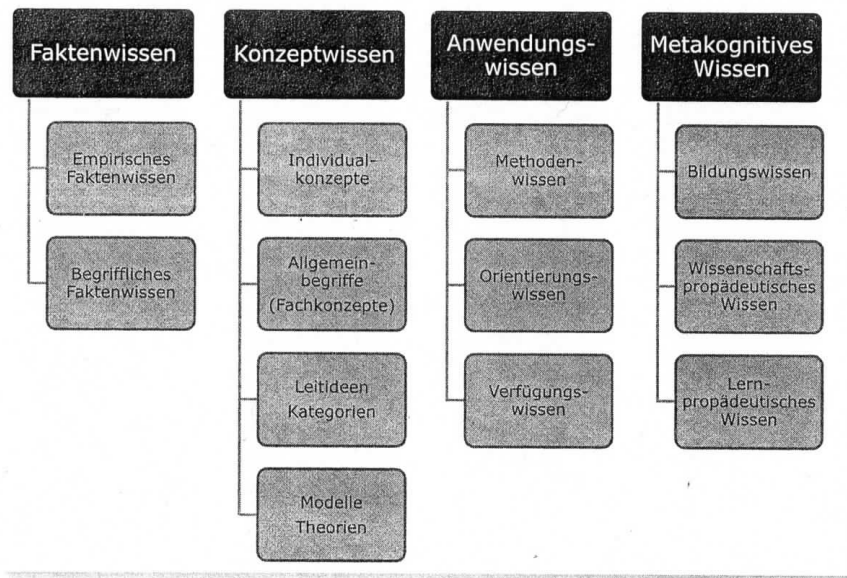 Faktenwissen
Empirisches
Faktenwissen
Begriffliches
Faktenwissen
Konzeptwissen
Individual-
konzepte
Allgemein-
begriffe
(Fachkonzepte)
Leitideen
Kategorien
Modelle
Theorien
Anwendungs-
wissen
Methoden-
wissen
Orientierungs-
wissen
Verfügungs-
wissen
Metakognitives
Wissen
Bildungswissen
Wissenschafts-
propädeutisches
Wissen
Lern-
propädeutisches
Wissen